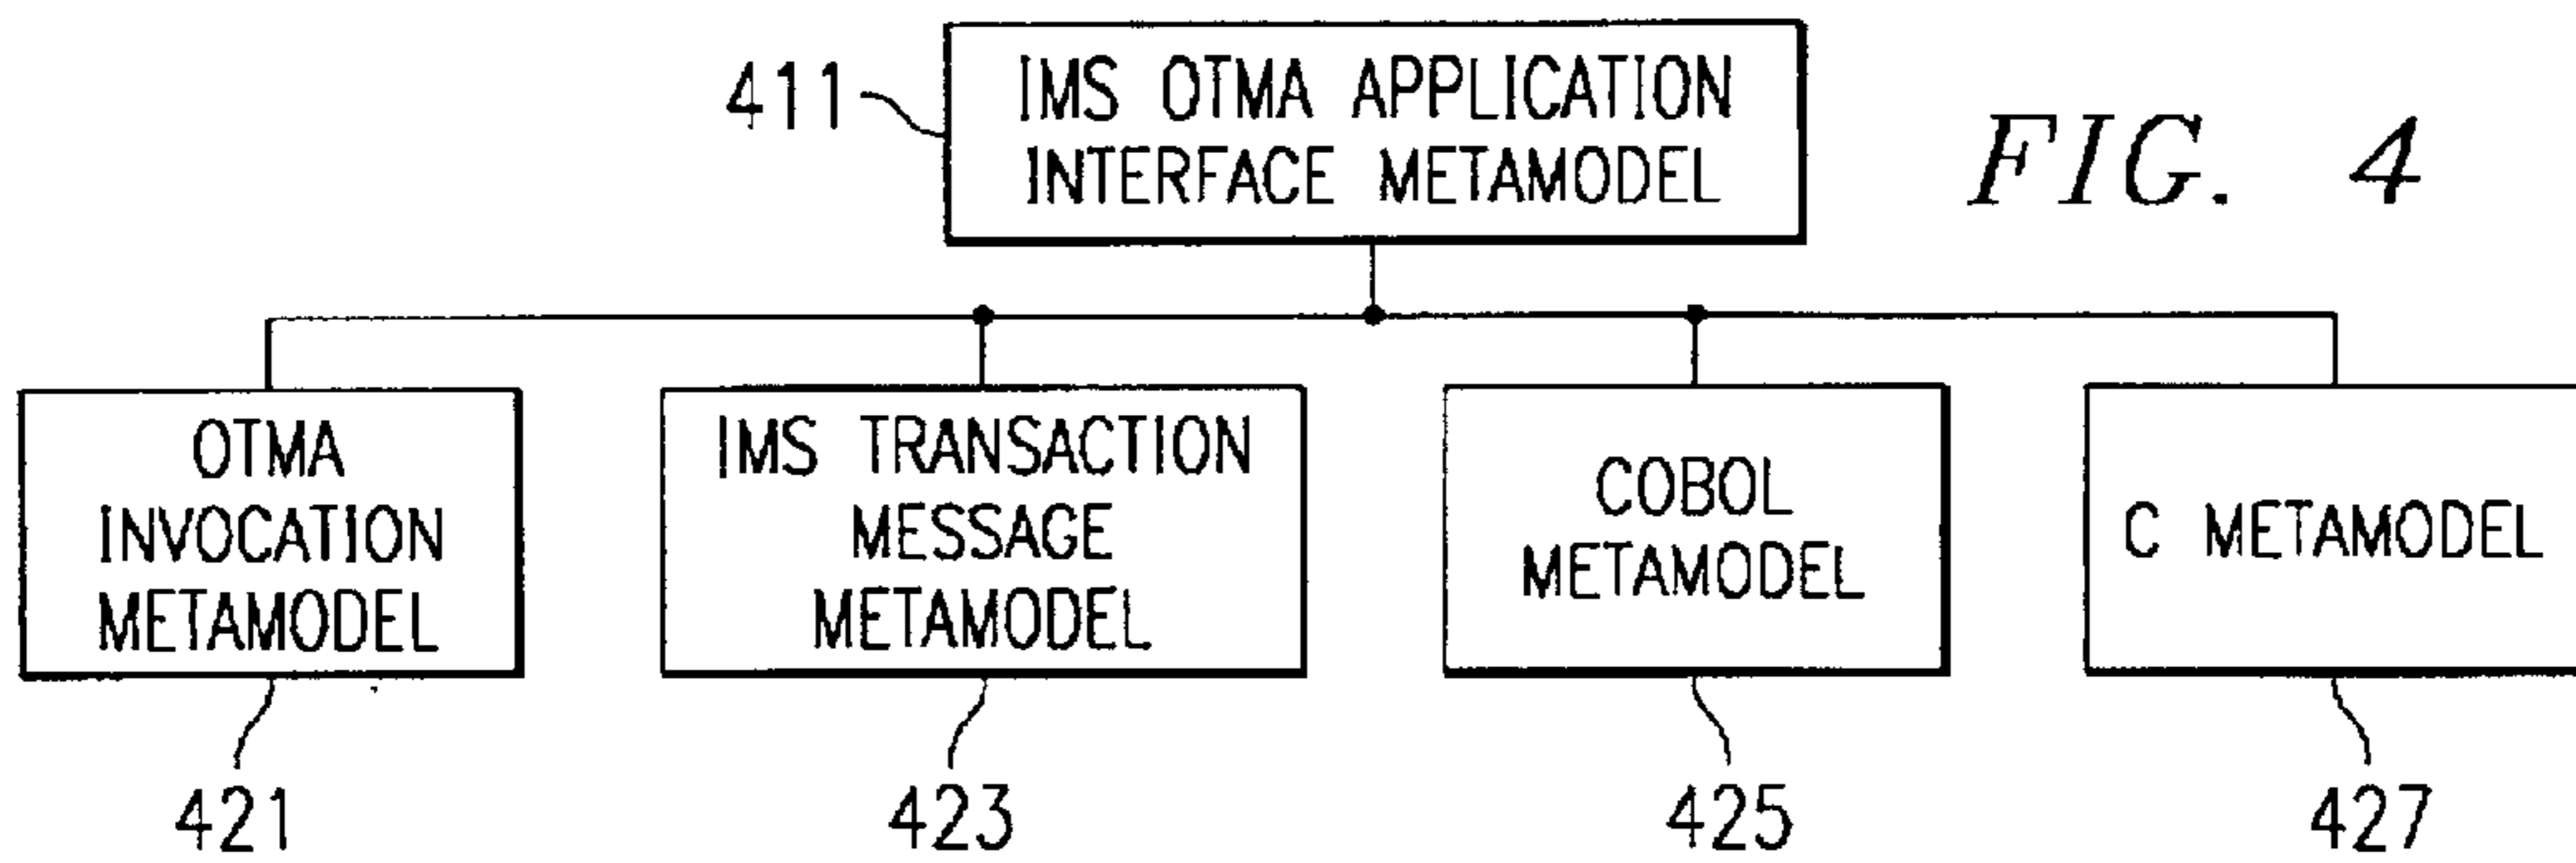 411
IMS OTMA APPLICATION
INTERFACE METAMODEL
FIG. 4
OTMA
INVOCATION
METAMODEL
IMS TRANSACTION
MESSAGE
METAMODEL
COBOL
METAMODEL
C METAMODEL
421
423
425
427